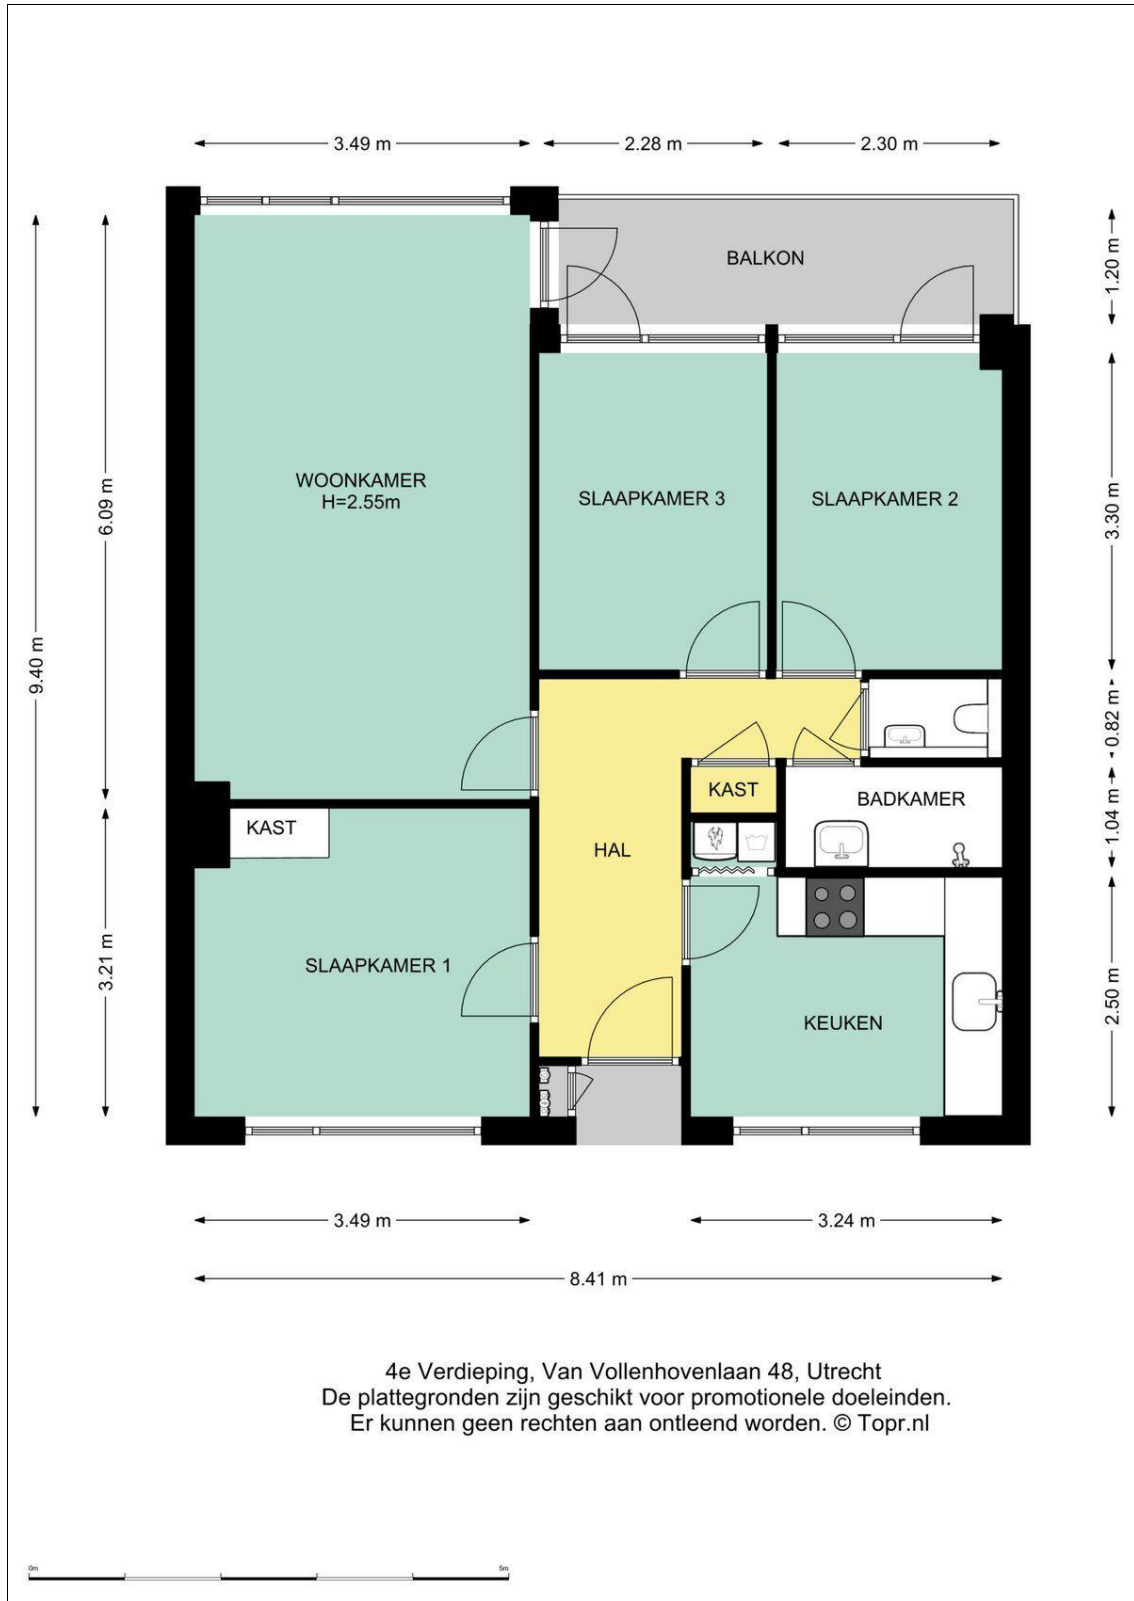 3.49 m
2.28 m
2.30 m
BALKON
1.20 m
WOONKAMER
H=2.55m
SLAAPKAMER 3
SLAAPKAMER 2
6.09 m
3.30 m
9.40 m
0.82 m
KAST
BADKAMER
1.04 m
KAST
HAL
3.21 m
SLAAPKAMER 1
KEUKEN
2.50 m
3.49 m
3.24 m
8.41 m
4e Verdieping, Van Vollenhovenlaan 48, Utrecht
De plattegronden zijn geschikt voor promotionele doeleinden.
Er kunnen geen rechten aan ontleend worden. © Topr.nl
0m
5m